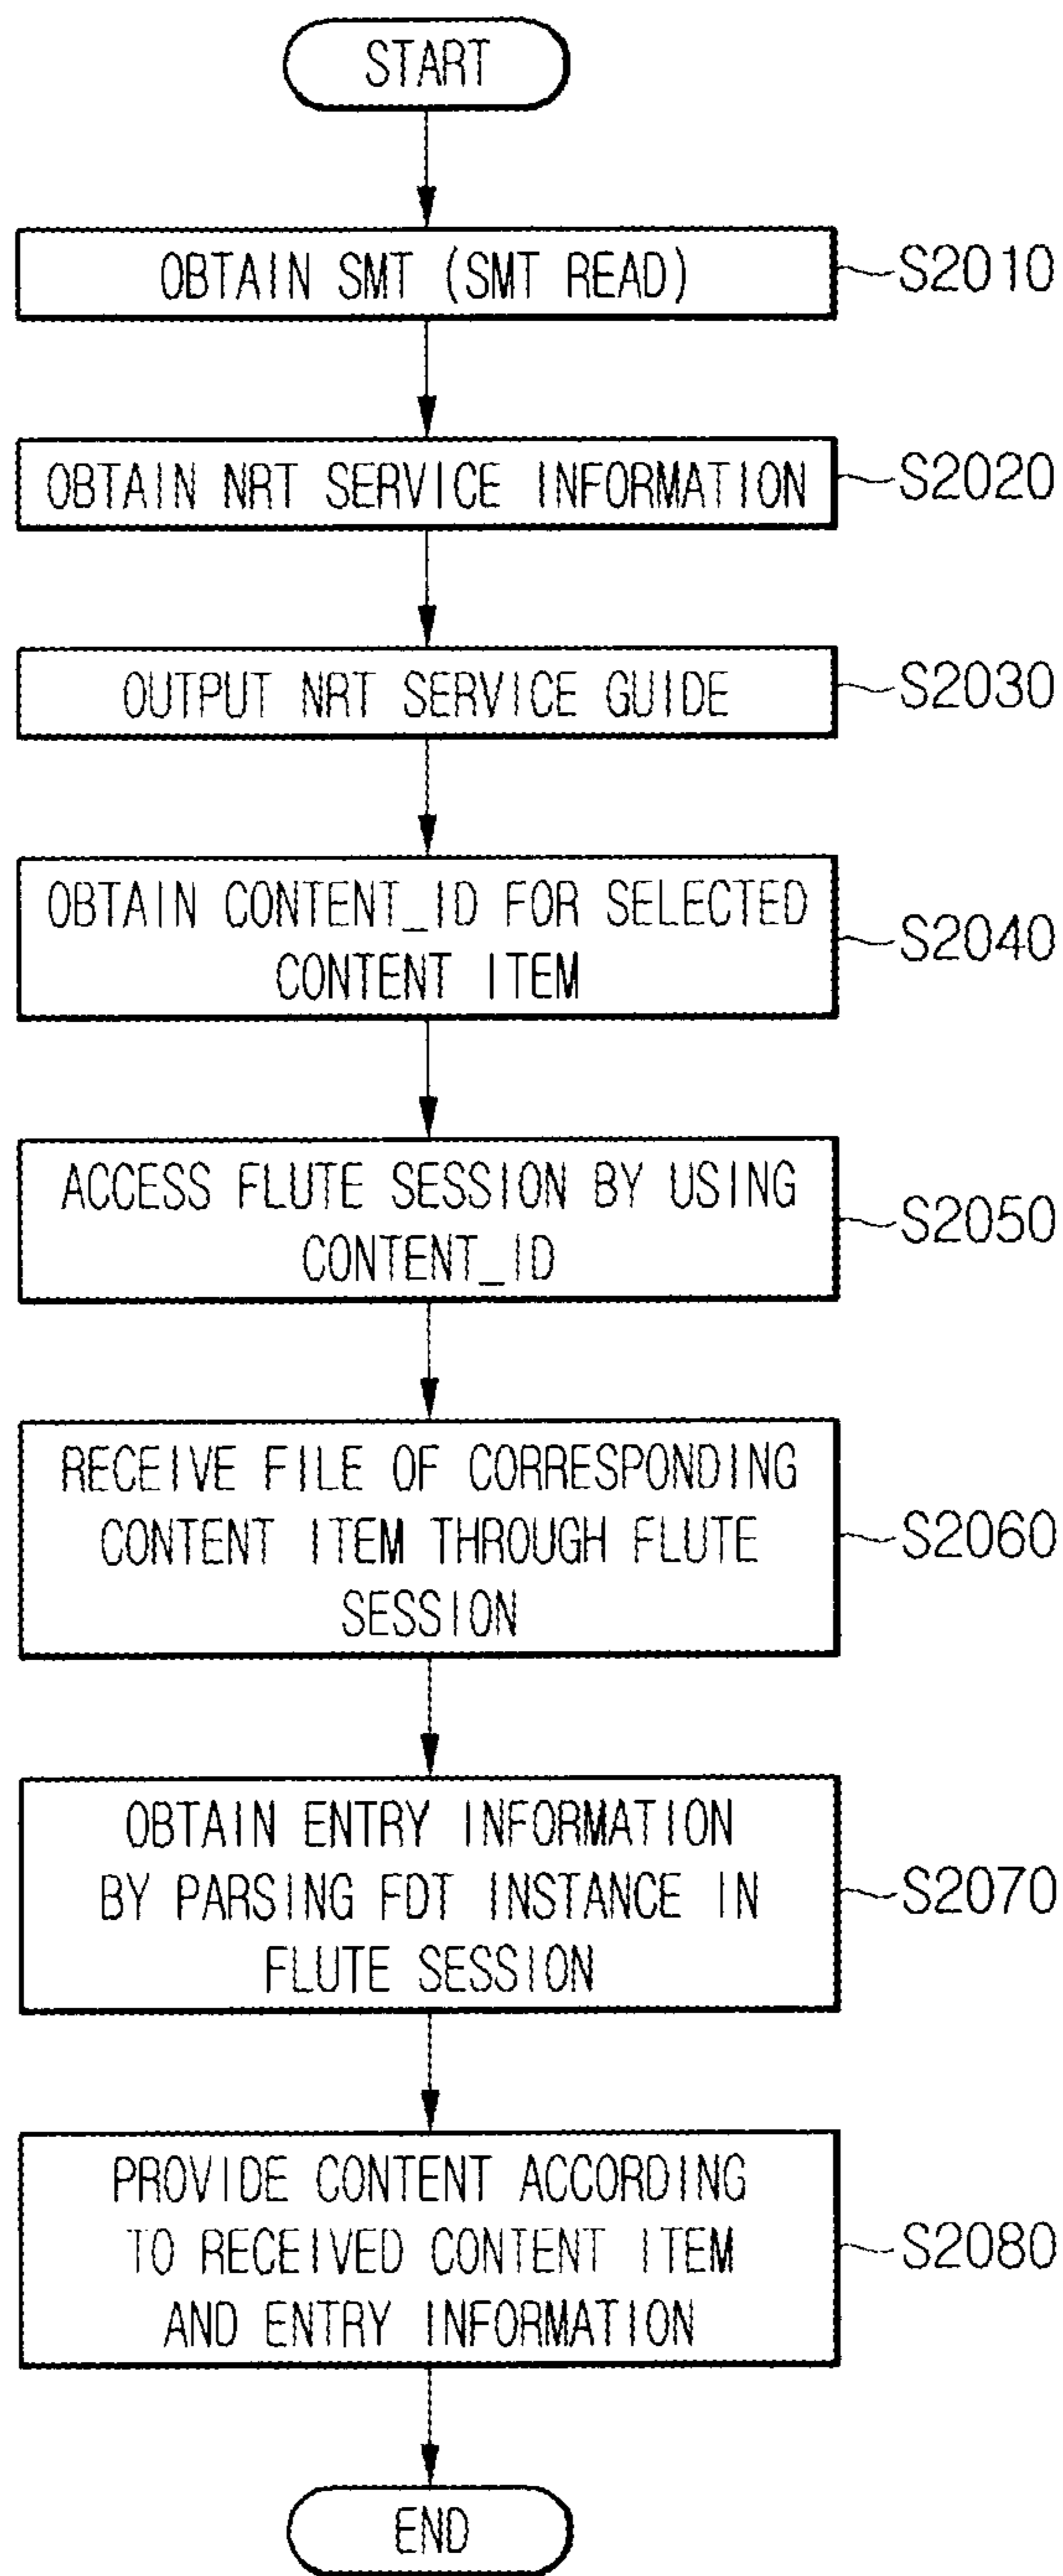 START
OBTAIN SMT (SMT READ)
S2010
OBTAIN NRT SERVICE INFORMATION
S2020
OUTPUT NRT SERVICE GUIDE
S2030
OBTAIN CONTENT_ID FOR SELECTED
CONTENT ITEM
S2040
ACCESS FLUTE SESSION BY USING
CONTENT_ID
S2050
RECEIVE FILE OF CORRESPONDING
CONTENT ITEM THROUGH FLUTE
SESSION
S2060
OBTAIN ENTRY INFORMATION
BY PARSING FDT INSTANCE IN
FLUTE SESSION
S2070
PROVIDE CONTENT ACCORDING
TO RECEIVED CONTENT ITEM
AND ENTRY INFORMATION
S2080
END